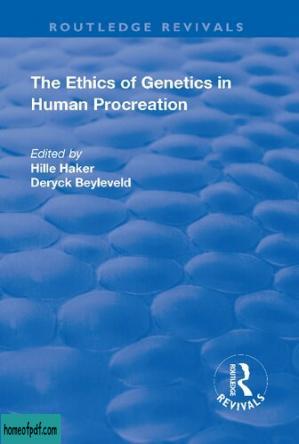 ROUTLEDGE REVIVALS
The Ethics of Genetics in
Human Procreation
Edited by
Hille Haker
Deryck Beyleveld
ROUTLEDGE
REVIVALS
homeofpdf.com